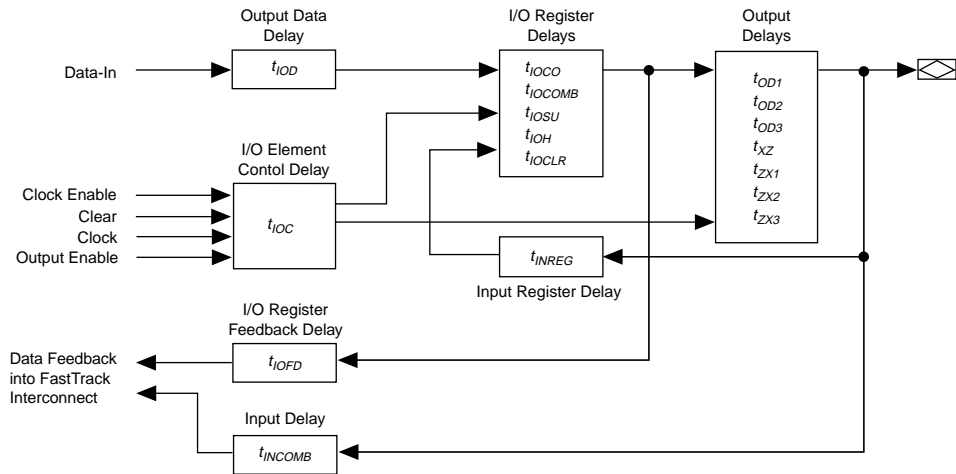 Output Data
Delay
I/O Register
Delays
Output
Delays
Data-In
tIOD
tIOCO
tIOCOMB
tIOSU
tIOH
tIOCLR
tOD1
tOD2
tOD3
tXZ
tZX1
tZX2
tZX3
I/O Element
Contol Delay
Clock Enable
Clear
Clock
Output Enable
tIOC
tINREG
Input Register Delay
I/O Register
Feedback Delay
Data Feedback
into FastTrack
Interconnect
tIOFD
Input Delay
tINCOMB